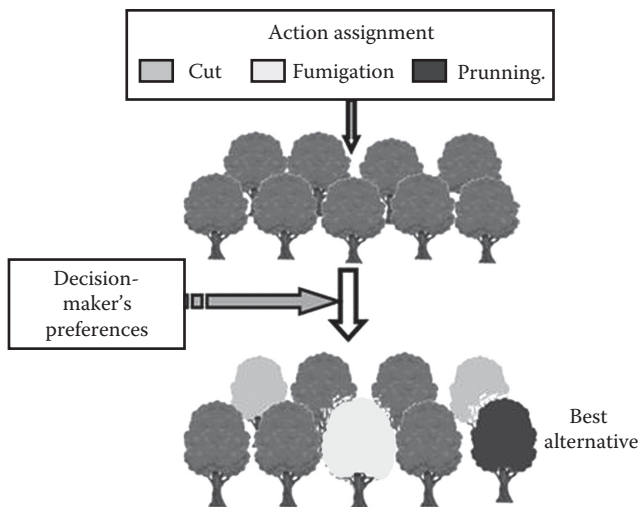 Action assignment
Cut Fumigation Prunning.
Decision-
maker's
preferences
Best
alternative